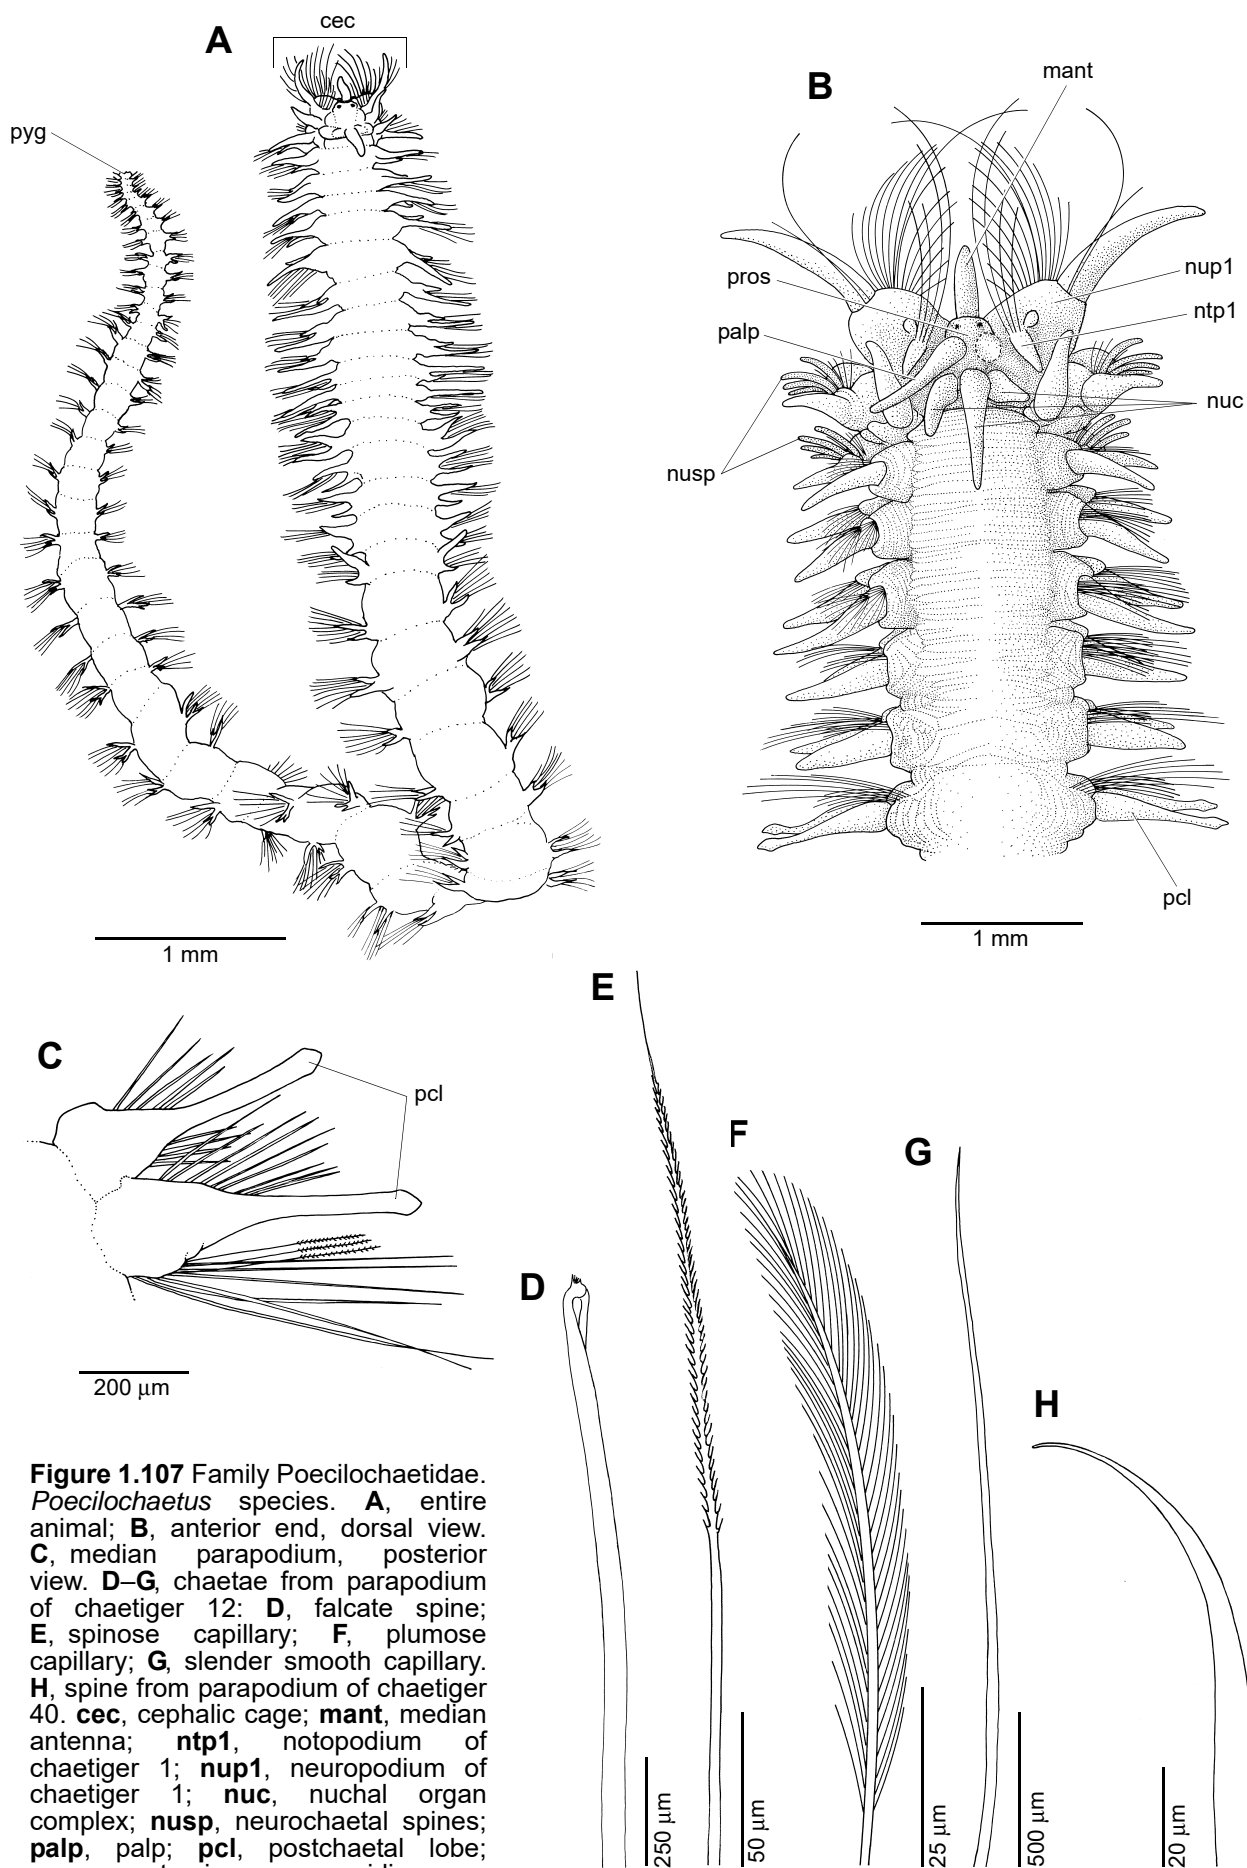 A
cec
pyg
1 mm
B
mant
pros
nup1
palp
ntp1
nuc
nusp
pcl
1 mm
C
pcl
200 µm
D
E
F
G
H
250 µm
50 µm
25 µm
500 µm
20 µm
Figure 1.107 Family Poecilochaetidae.
Poecilochaetus species. A, entire
animal; B, anterior end, dorsal view.
C, median parapodium, posterior
view. D–G, chaetae from parapodium
of chaetiger 12: D, falcate spine;
E, spinose capillary; F, plumose
capillary; G, slender smooth capillary.
H, spine from parapodium of chaetiger
40. cec, cephalic cage; mant, median
antenna; ntp1, notopodium of
chaetiger 1; nup1, neuropodium of
chaetiger 1; nuc, nuchal organ
complex; nusp, neurochaetal spines;
palp, palp; pcl, postchaetal lobe;